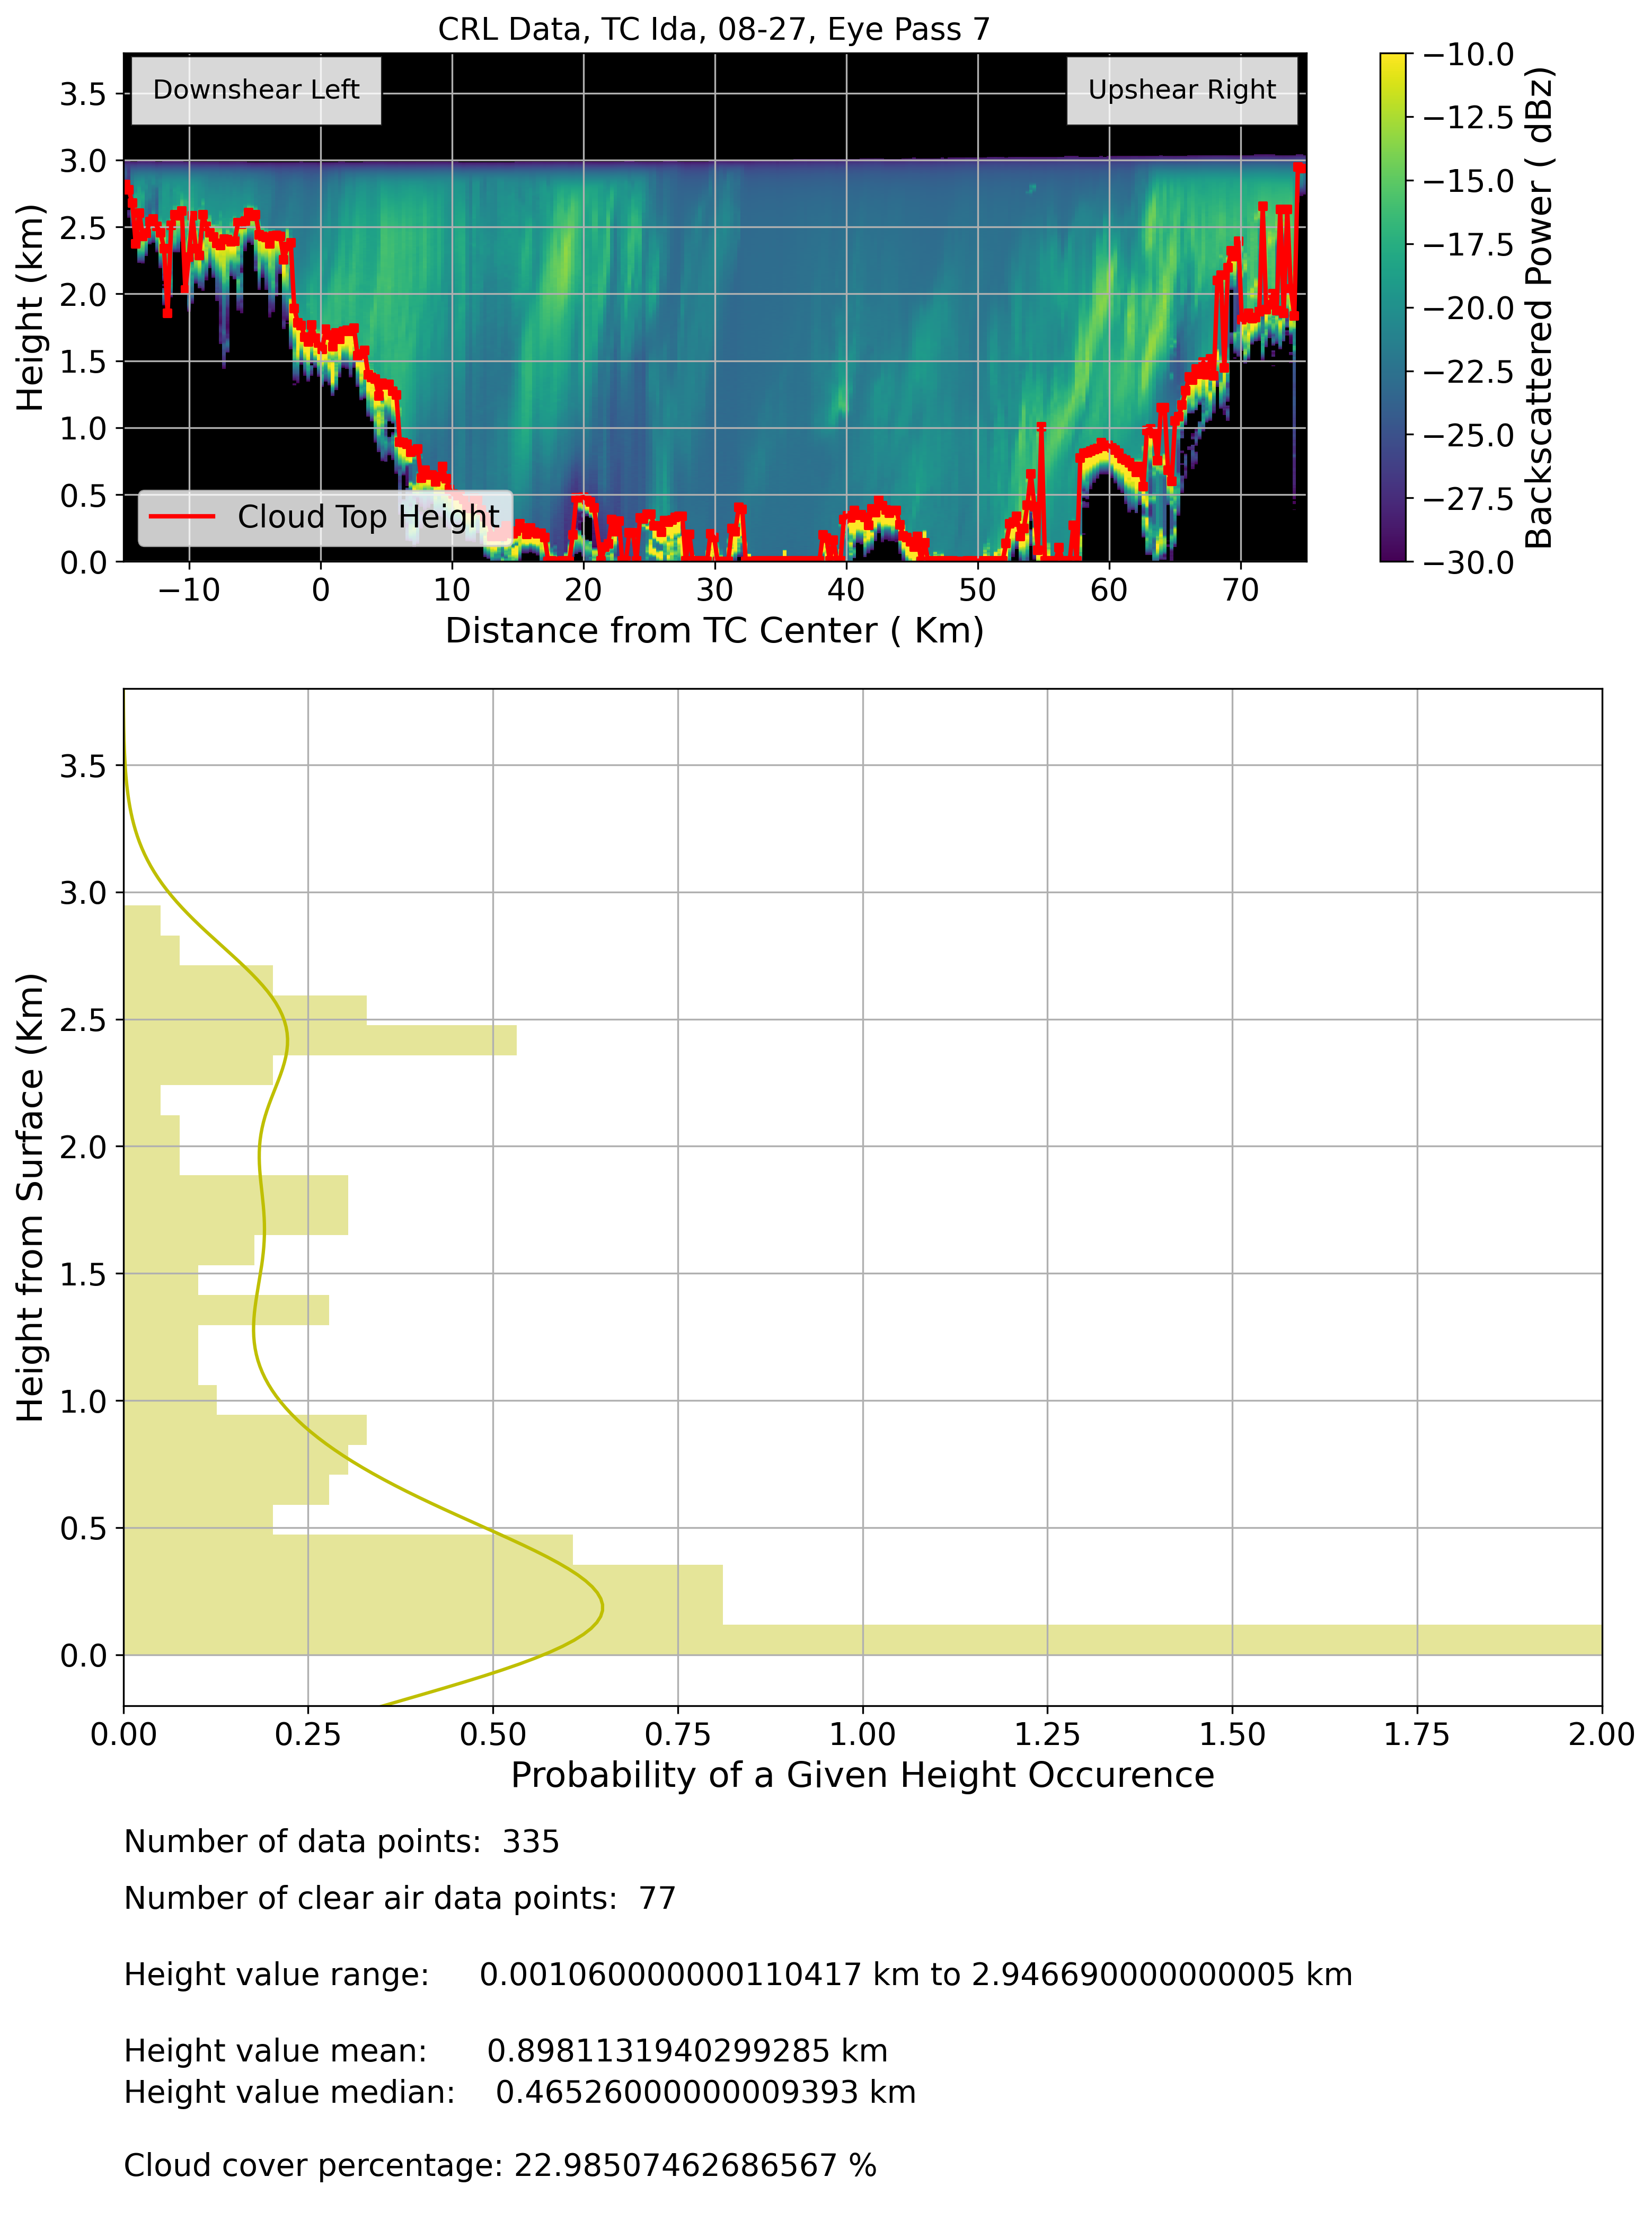 CRL Data, TC Ida, 08-27, Eye Pass 7
Downshear Left
Upshear Right
Height (km)
3.5
3.0
2.5
2.0
1.5
1.0
0.5
0.0
Cloud Top Height
−10 0 10 20 30 40 50 60 70
Distance from TC Center ( Km)
−10.0
−12.5
−15.0
−17.5
−20.0
−22.5
−25.0
−27.5
−30.0
Backscattered Power ( dBz)
Height from Surface (Km)
3.5
3.0
2.5
2.0
1.5
1.0
0.5
0.0
0.00 0.25 0.50 0.75 1.00 1.25 1.50 1.75 2.00
Probability of a Given Height Occurence
Number of data points: 335
Number of clear air data points: 77
Height value range: 0.0010600000000110417 km to 2.946690000000005 km
Height value mean: 0.8981131940299285 km
Height value median: 0.46526000000009393 km
Cloud cover percentage: 22.98507462686567 %